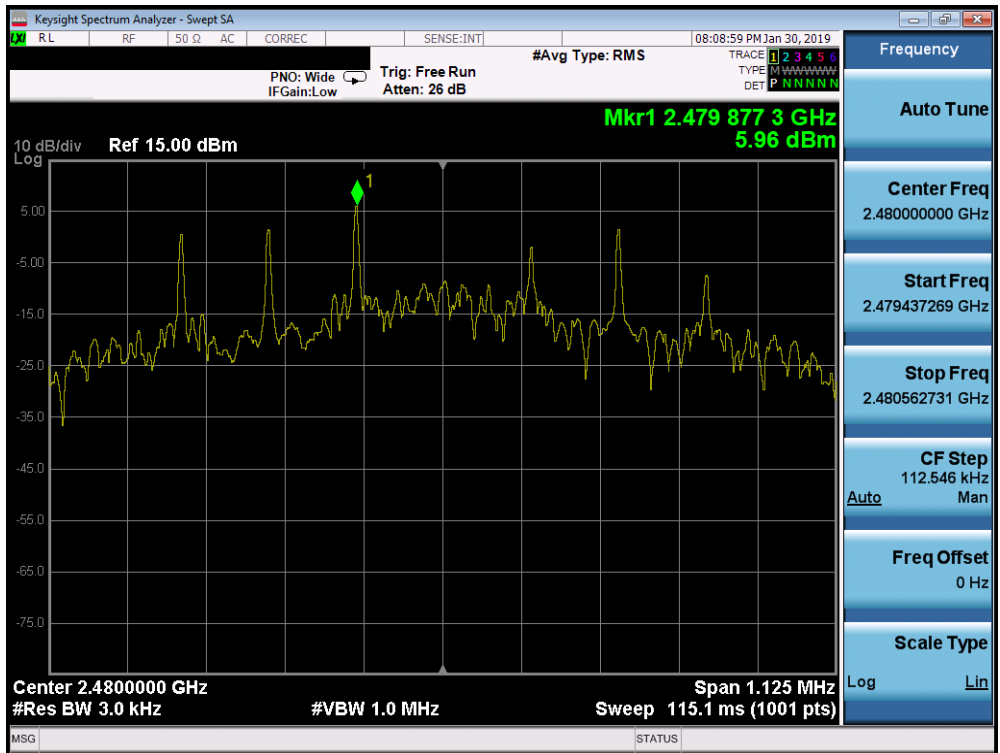 Keysight Spectrum Analyzer - Swept SA
LXI RL RF 50 Ω AC CORREC SENSE:INT 08:08:59 PM Jan 30, 2019
#Avg Type: RMS TRACE 1 2 3 4 5 6
PNO: Wide Trig: Free Run TYPE M WWWWW
IFGain:Low Atten: 26 dB DET P N N N N N
Mkr1 2.479 877 3 GHz
5.96 dBm
10 dB/div Ref 15.00 dBm
Log
1
5.00
-5.00
-15.0
-25.0
-35.0
-45.0
-55.0
-65.0
-75.0
Center 2.4800000 GHz Span 1.125 MHz
#Res BW 3.0 kHz #VBW 1.0 MHz Sweep 115.1 ms (1001 pts)
MSG STATUS
Frequency
Auto Tune
Center Freq
2.480000000 GHz
Start Freq
2.479437269 GHz
Stop Freq
2.480562731 GHz
CF Step
112.546 kHz
Auto Man
Freq Offset
0 Hz
Scale Type
Log Lin